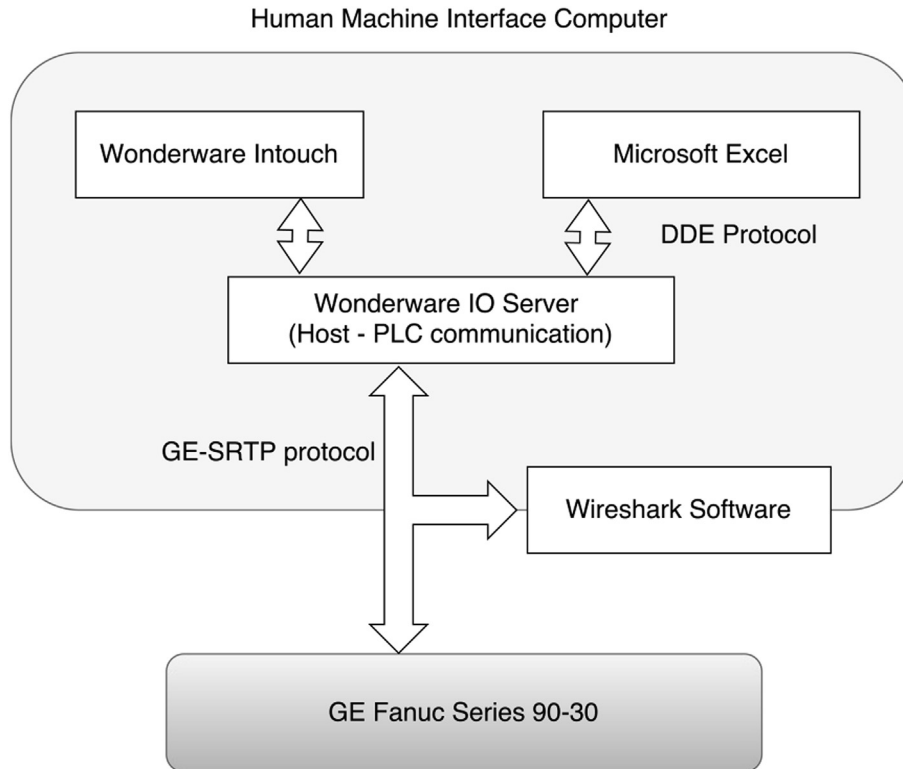 Human Machine Interface Computer
Wonderware Intouch
Microsoft Excel
DDE Protocol
Wonderware IO Server
(Host - PLC communication)
GE-SRTP protocol
Wireshark Software
GE Fanuc Series 90-30